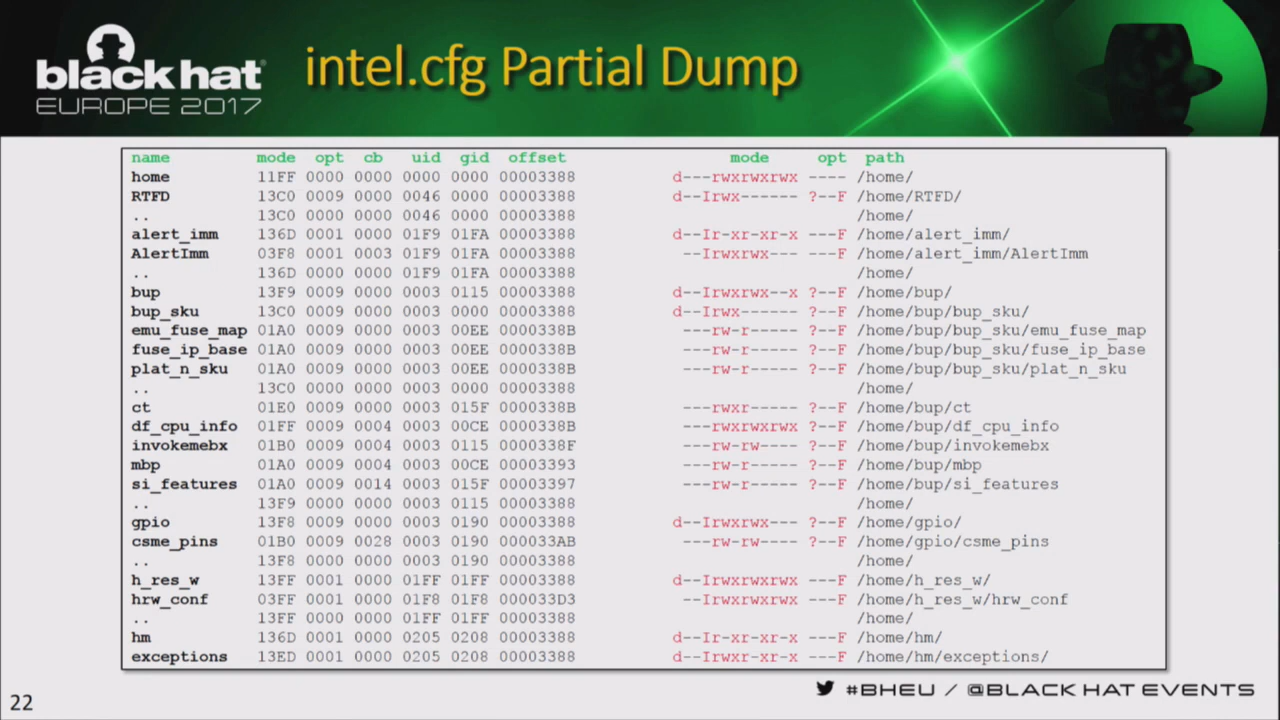 black hat®
EUROPE 2017
intel.cfg Partial Dump
name mode opt cb uid gid offset mode opt path
home 11FF 0000 0000 0000 0000 00003388 d---rwxrwxrwx ---- /home/
RTFD 13C0 0009 0000 0046 0000 00003388 d--Irwx------ ?--F /home/RTFD/
.. 13C0 0000 0000 0046 0000 00003388 /home/
alert_imm 136D 0001 0000 01F9 01FA 00003388 d--Ir-xr-xr-x ---F /home/alert_imm/
AlertImm 03F8 0001 0003 01F9 01FA 00003388 --Irwxrwx--- ---F /home/alert_imm/AlertImm
.. 136D 0000 0000 01F9 01FA 00003388 /home/
bup 13F9 0009 0000 0003 0115 00003388 d--Irwxrwx--x ?--F /home/bup/
bup_sku 13C0 0009 0000 0003 0000 00003388 d--Irwx------ ?--F /home/bup/bup_sku/
emu_fuse_map 01A0 0009 0000 0003 00EE 0000338B ---rw-r----- ?--F /home/bup/bup_sku/emu_fuse_map
fuse_ip_base 01A0 0009 0000 0003 00EE 0000338B ---rw-r----- ?--F /home/bup/bup_sku/fuse_ip_base
plat_n_sku 01A0 0009 0000 0003 00EE 0000338B ---rw-r----- ?--F /home/bup/bup_sku/plat_n_sku
.. 13C0 0000 0000 0003 0000 00003388 /home/
ct 01E0 0009 0000 0003 015F 0000338B ---rwxr----- ?--F /home/bup/ct
df_cpu_info 01FF 0009 0004 0003 00CE 0000338B ---rwxrwxrwx ?--F /home/bup/df_cpu_info
invokemebx 01B0 0009 0004 0003 0115 0000338F ---rw-rw---- ?--F /home/bup/invokemebx
mbp 01A0 0009 0004 0003 00CE 00003393 ---rw-r----- ?--F /home/bup/mbp
si_features 01A0 0009 0014 0003 015F 00003397 ---rw-r----- ?--F /home/bup/si_features
.. 13F9 0000 0000 0003 0115 00003388 /home/
gpio 13F8 0009 0000 0003 0190 00003388 d--Irwxrwx--- ?--F /home/gpio/
csme_pins 01B0 0009 0028 0003 0190 000033AB ---rw-rw---- ?--F /home/gpio/csme_pins
.. 13F8 0000 0000 0003 0190 00003388 /home/
h_res_w 13FF 0001 0000 01FF 01FF 00003388 d--Irwxrwxrwx ---F /home/h_res_w/
hrw_conf 03FF 0001 0000 01F8 01F8 000033D3 --Irwxrwxrwx ---F /home/h_res_w/hrw_conf
.. 13FF 0000 0000 01FF 01FF 00003388 /home/
hm 136D 0001 0000 0205 0208 00003388 d--Ir-xr-xr-x ---F /home/hm/
exceptions 13ED 0001 0000 0205 0208 00003388 d--Irwxr-xr-x ---F /home/hm/exceptions/
22
#BHEU / @BLACK HAT EVENTS